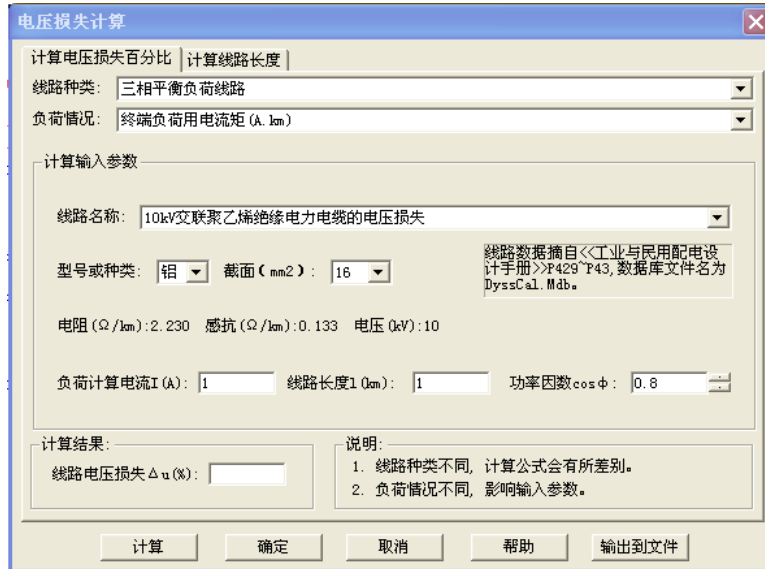 电压损失计算
计算电压损失百分比 计算线路长度
线路种类: 三相平衡负荷线路
负荷情况: 终端负荷用电流矩(A.km)
计算输入参数
线路名称: 10kV交联聚乙烯绝缘电力电缆的电压损失
型号或种类: 铝 截面(mm2): 16
线路数据摘自<<工业与民用配电设
计手册>>P429~P43,数据库文件名为
DyssCal.Mdb。
电阻(Ω/km):2.230 感抗(Ω/km):0.133 电压(kV):10
负荷计算电流I(A): 1 线路长度l(km): 1 功率因数cosφ: 0.8
计算结果:
线路电压损失Δu(%):
说明:
1. 线路种类不同, 计算公式会有所差别。
2. 负荷情况不同, 影响输入参数。
计算 确定 取消 帮助 输出到文件